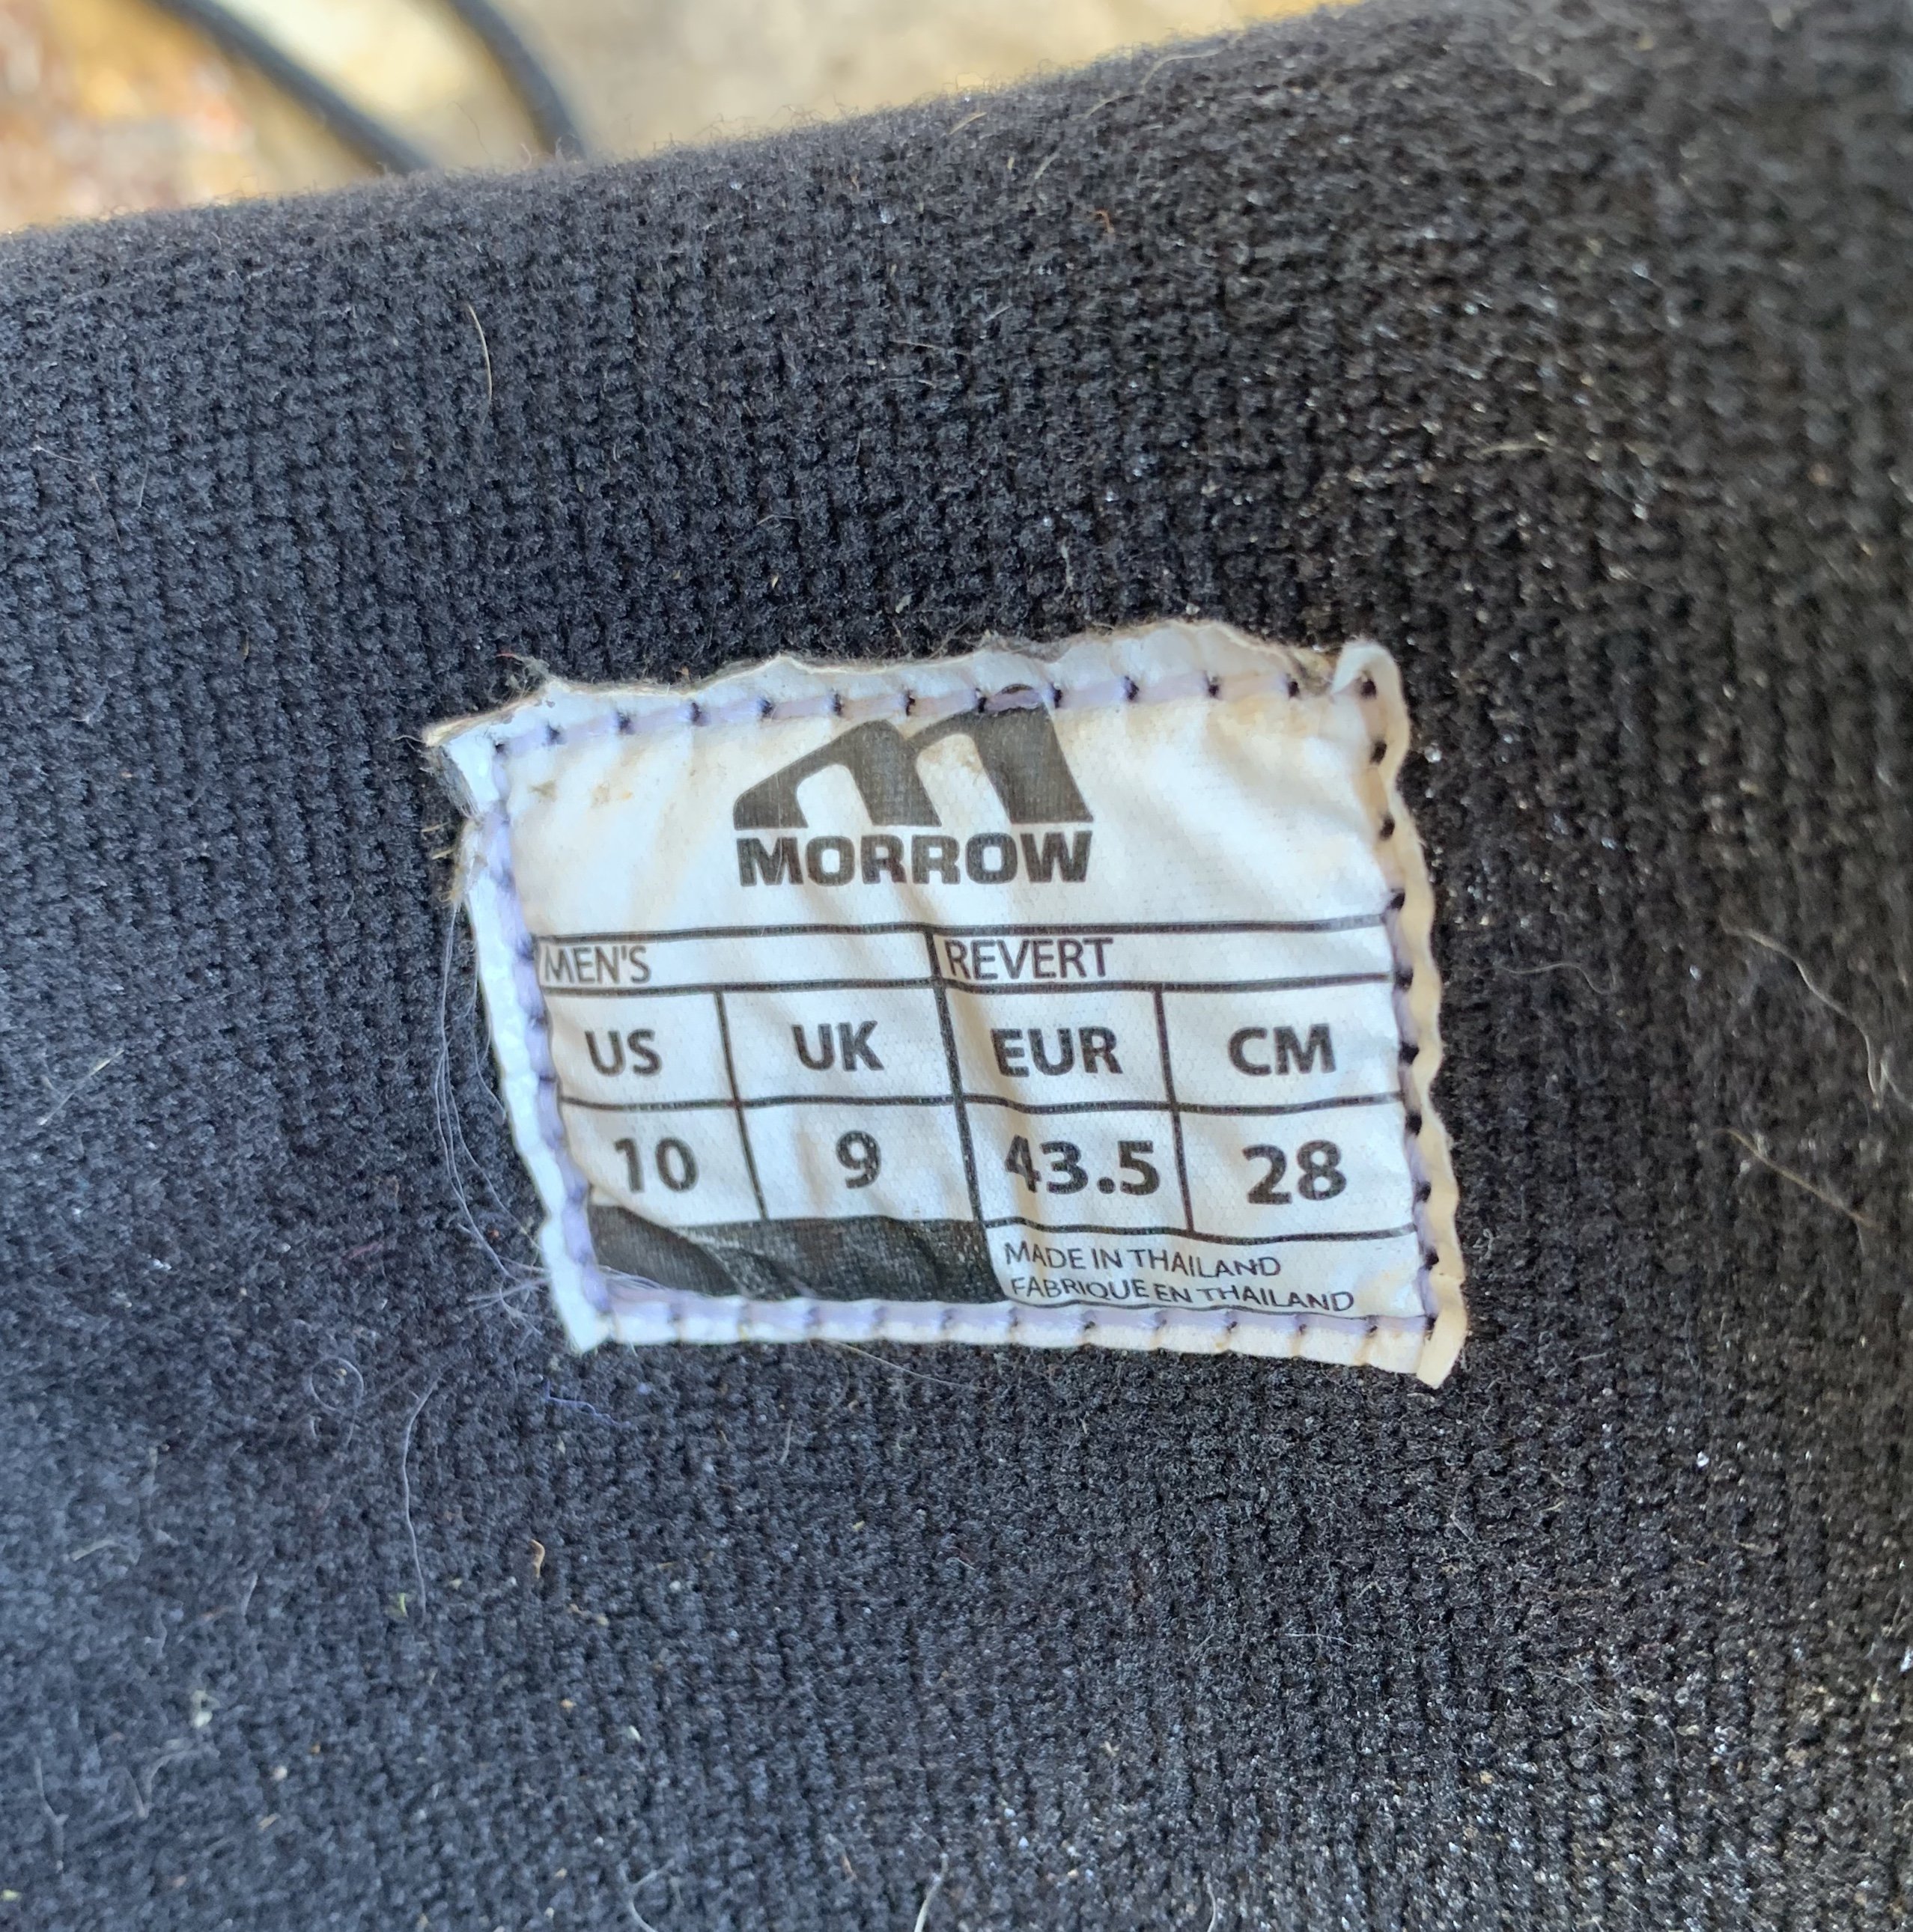 MORROW
MEN'S REVERT
US UK EUR CM
10 9 43.5 28
MADE IN THAILAND
FABRIQUE EN THAILAND